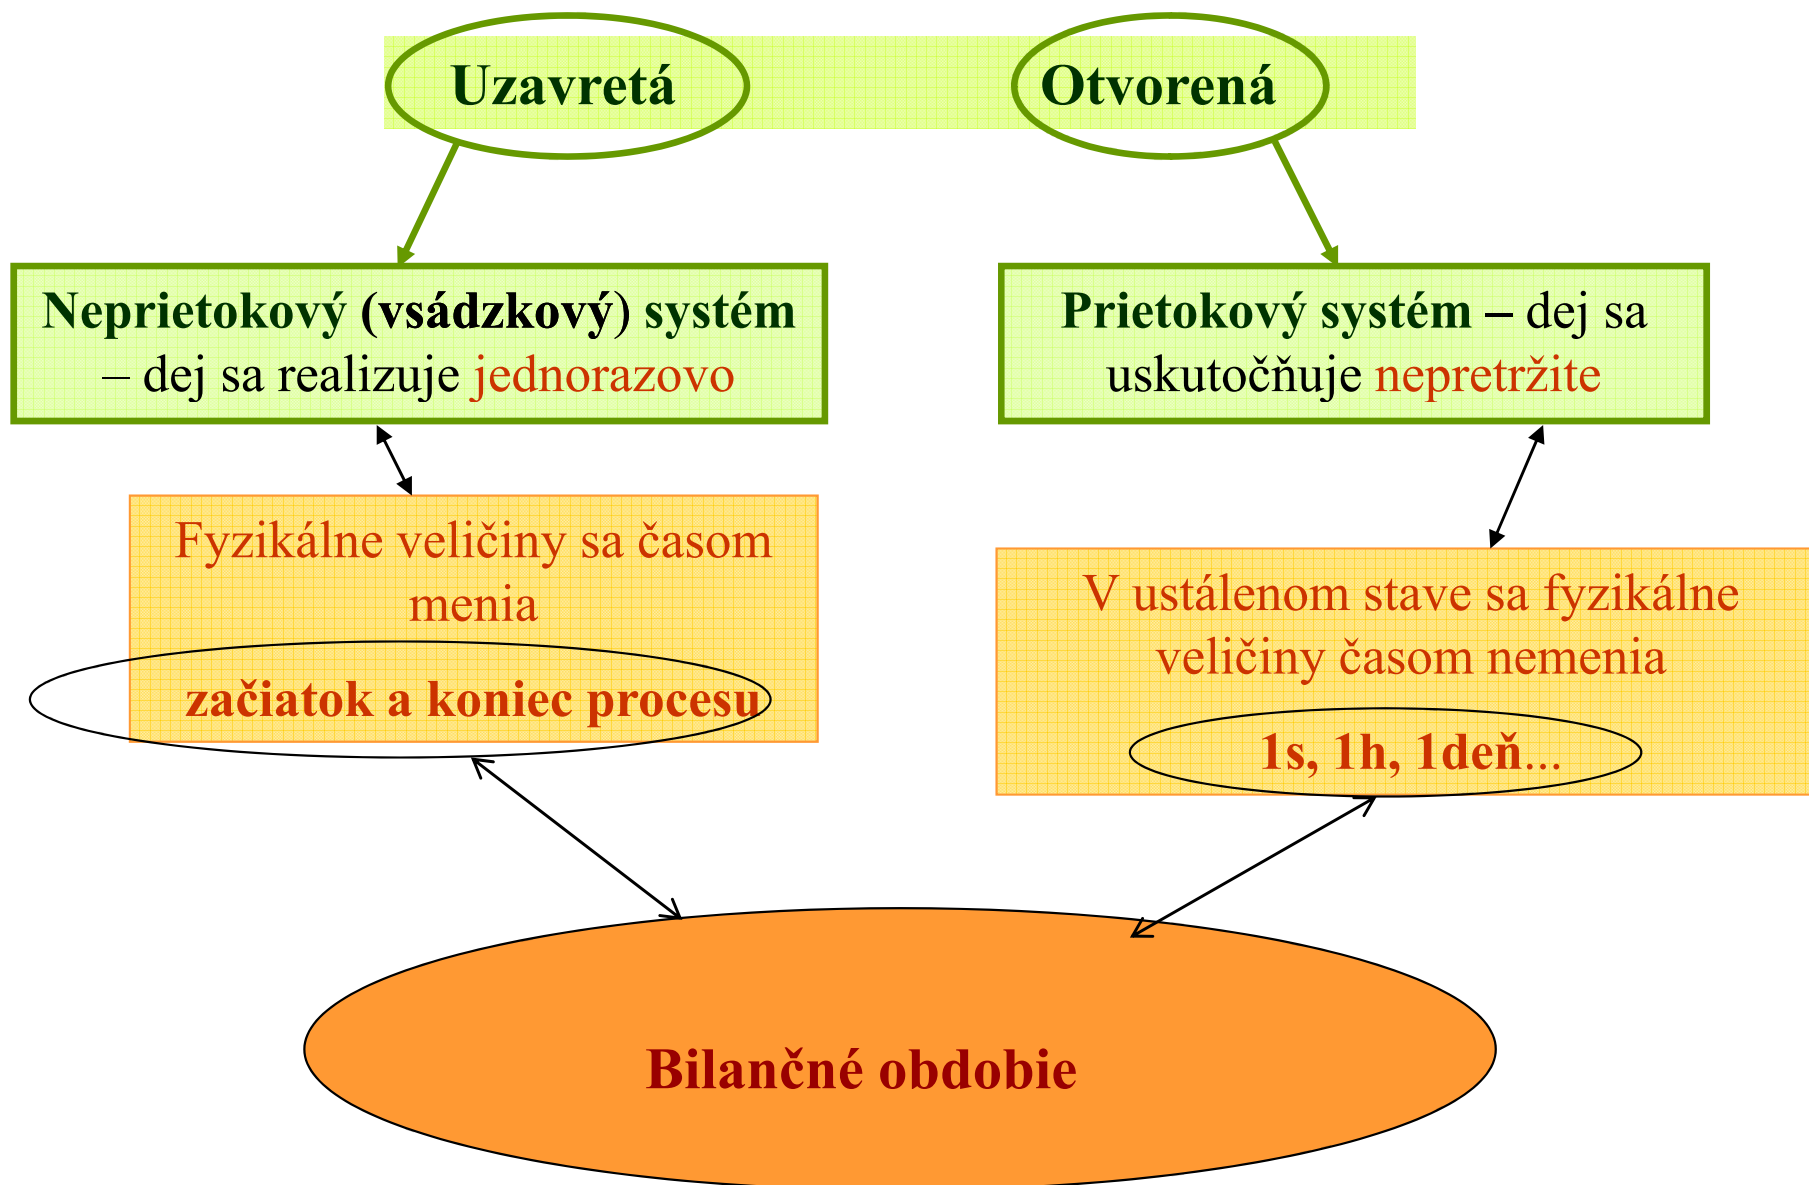 Uzavretá
Otvorená
Neprietokový (vsádzkový) systém
– dej sa realizuje jednorazovo
Prietokový systém – dej sa
uskutočňuje nepretržite
Fyzikálne veličiny sa časom
menia
začiatok a koniec procesu
V ustálenom stave sa fyzikálne
veličiny časom nemenia
1s, 1h, 1deň...
Bilančné obdobie